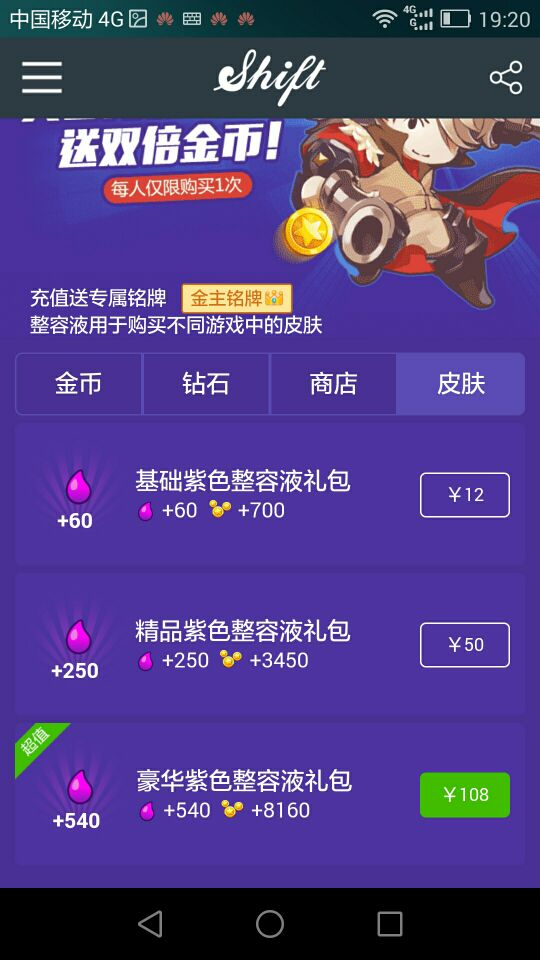 中国移动 4G
4G
G
19:20
Shift
送双倍金币!
每人仅限购买1次
充值送专属铭牌 金主铭牌
整容液用于购买不同游戏中的皮肤
金币 钻石 商店 皮肤
+60
基础紫色整容液礼包
+60 +700
￥12
+250
精品紫色整容液礼包
+250 +3450
￥50
超值
+540
豪华紫色整容液礼包
+540 +8160
￥108